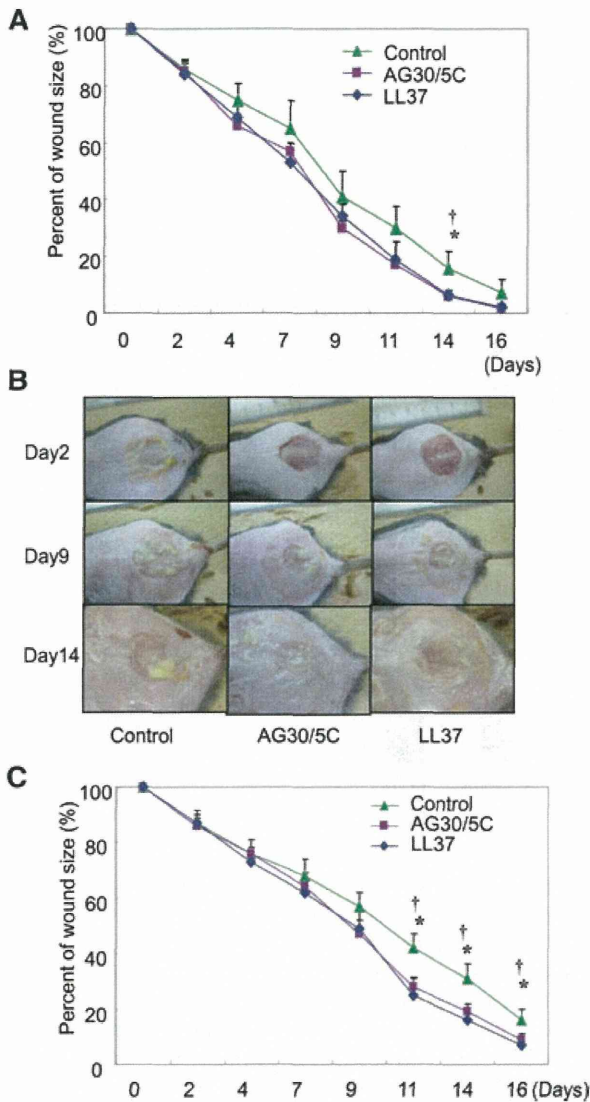 A
Percent of wound size (%)
100
80
60
40
20
0
Control
AG30/5C
LL37
†
*
0 2 4 7 9 11 14 16
(Days)
B
Day2
Day9
Day14
Control AG30/5C LL37
C
Percent of wound size (%)
100
80
60
40
20
0
Control
AG30/5C
LL37
† † †
* * *
0 2 4 7 9 11 14 16 (Days)